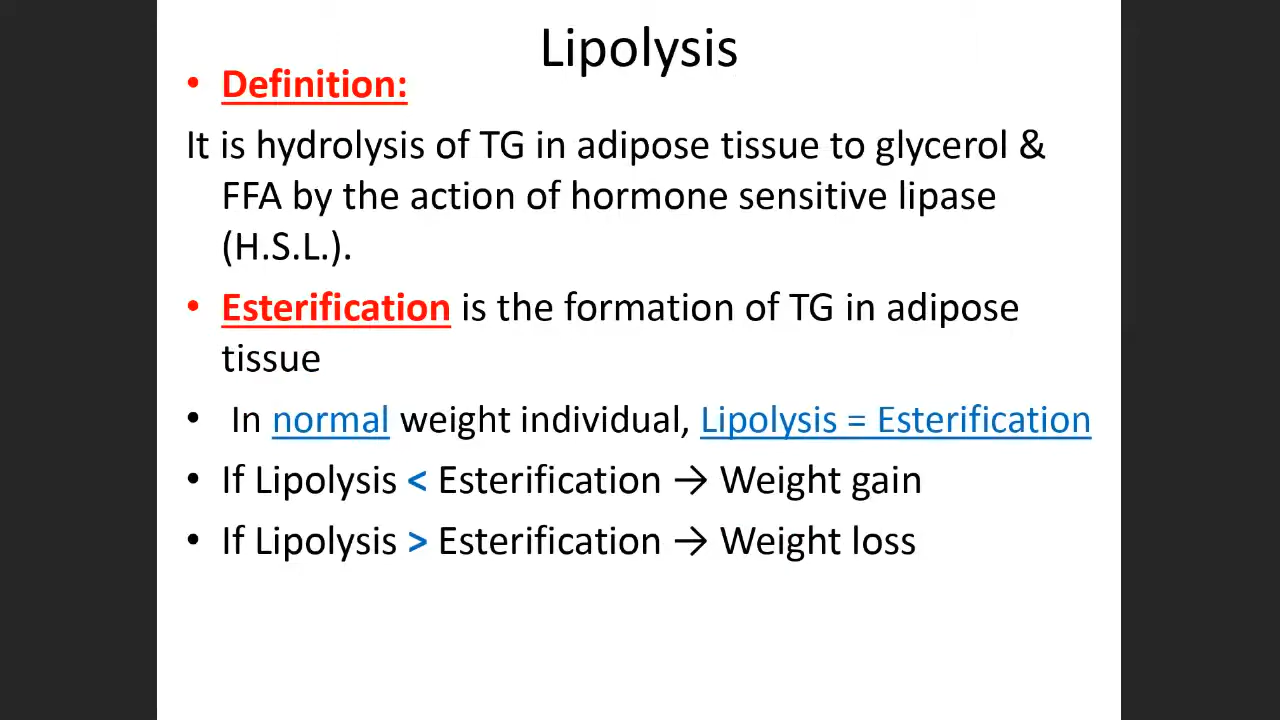 Lipolysis
• Definition:
It is hydrolysis of TG in adipose tissue to glycerol &
FFA by the action of hormone sensitive lipase
(H.S.L.).
• Esterification is the formation of TG in adipose
tissue
• In normal weight individual, Lipolysis = Esterification
• If Lipolysis < Esterification → Weight gain
• If Lipolysis > Esterification → Weight loss